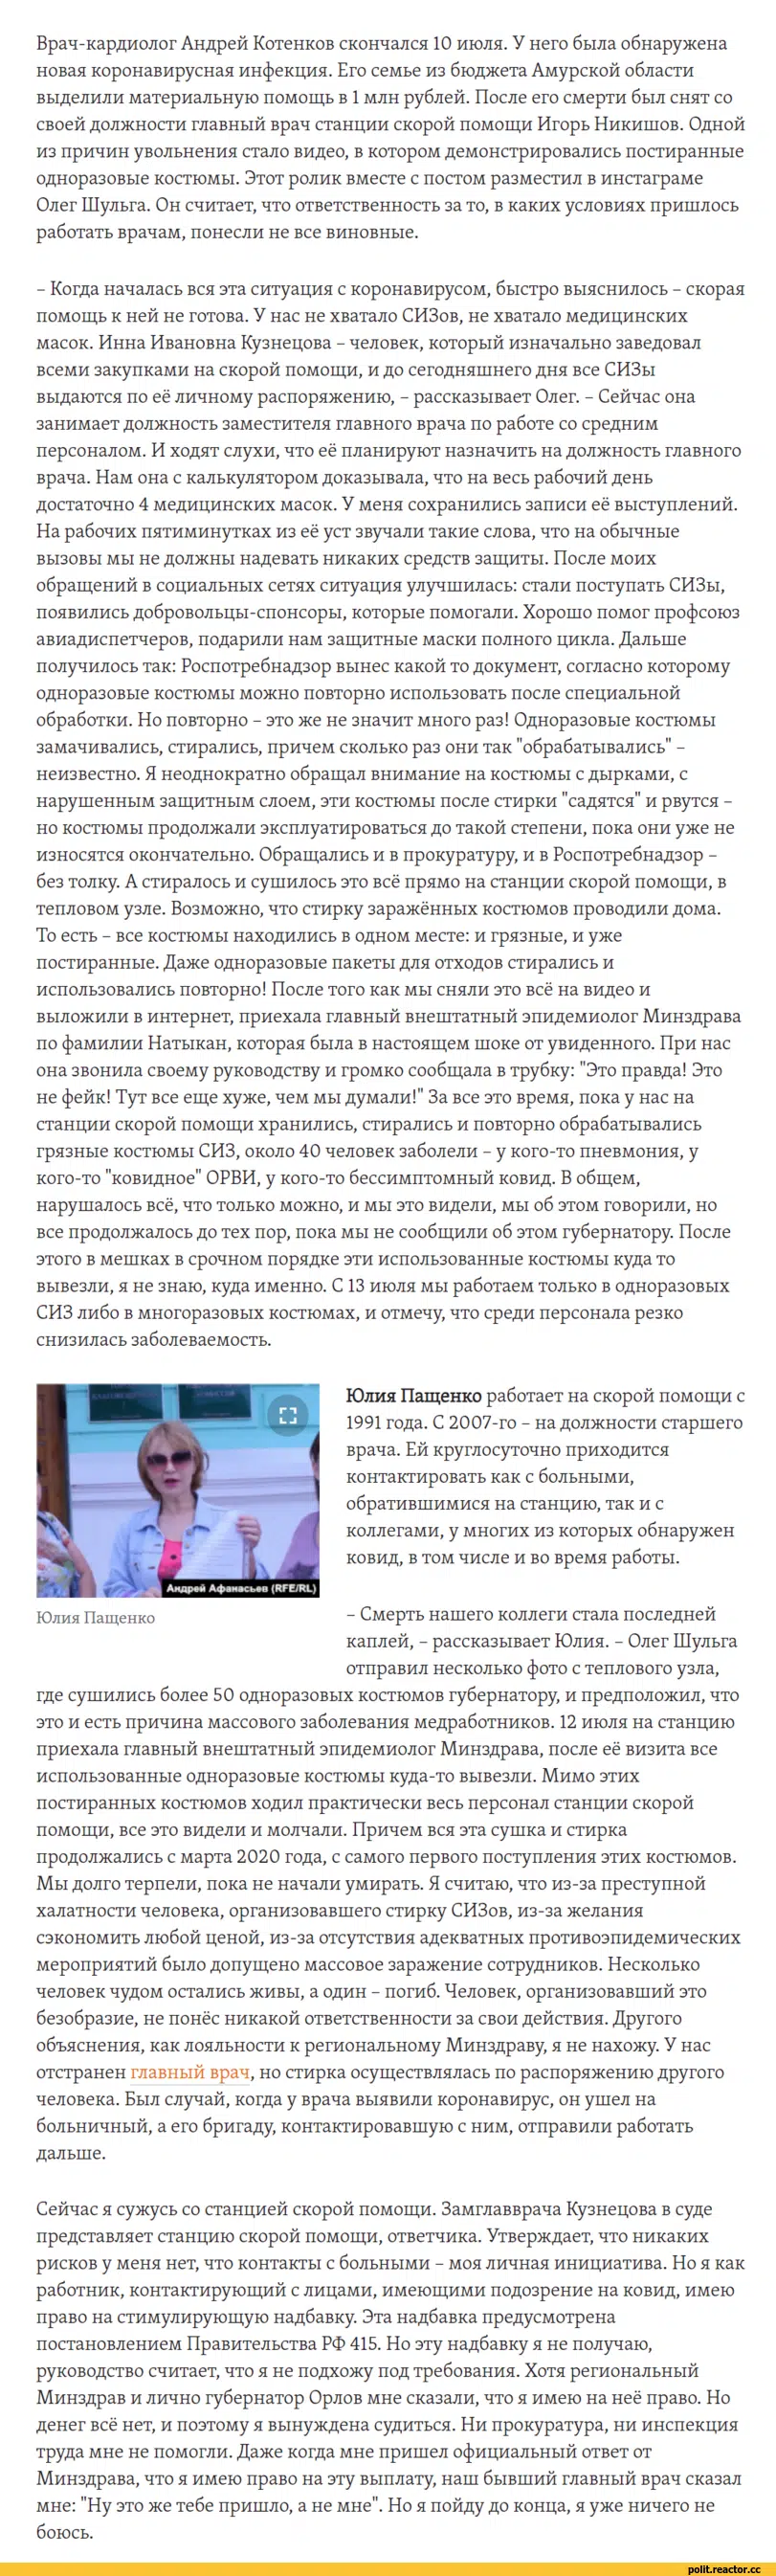 Врач-кардиолог Андрей Котенков скончался 10 июля. У него была обнаружена
новая коронавирусная инфекция. Его семье из бюджета Амурской области
выделили материальную помощь в 1 млн рублей. После его смерти был снят со
своей должности главный врач станции скорой помощи Игорь Никишов. Одной
из причин увольнения стало видео, в котором демонстрировались постиранные
одноразовые костюмы. Этот ролик вместе с постом разместил в инстаграме
Олег Шульга. Он считает, что ответственность за то, в каких условиях пришлось
работать врачам, понесли не все виновные.

– Когда началась вся эта ситуация с коронавирусом, быстро выяснилось – скорая
помощь к ней не готова. У нас не хватало СИЗов, не хватало медицинских
масок. Инна Ивановна Кузнецова – человек, который изначально заведовал
всеми закупками на скорой помощи, и до сегодняшнего дня все СИЗы
выдаются по её личному распоряжению, – рассказывает Олег. – Сейчас она
занимает должность заместителя главного врача по работе со средним
персоналом. И ходят слухи, что её планируют назначить на должность главного
врача. Нам она с калькулятором доказывала, что на весь рабочий день
достаточно 4 медицинских масок. У меня сохранились записи её выступлений.
На рабочих пятиминутках из её уст звучали такие слова, что на обычные
вызовы мы не должны надевать никаких средств защиты. После моих
обращений в социальных сетях ситуация улучшилась: стали поступать СИЗы,
появились добровольцы-спонсоры, которые помогали. Хорошо помог профсоюз
авиадиспетчеров, подарили нам защитные маски полного цикла. Дальше
получилось так: Роспотребнадзор вынес какой то документ, согласно которому
одноразовые костюмы можно повторно использовать после специальной
обработки. Но повторно – это же не значит много раз! Одноразовые костюмы
замачивались, стирались, причем сколько раз они так "обрабатывались" –
неизвестно. Я неоднократно обращал внимание на костюмы с дырками, с
нарушенным защитным слоем, эти костюмы после стирки "садятся" и рвутся –
но костюмы продолжали эксплуатироваться до такой степени, пока они уже не
износятся окончательно. Обращались и в прокуратуру, и в Роспотребнадзор –
без толку. А стиралось и сушилось это всё прямо на станции скорой помощи, в
тепловом узле. Возможно, что стирку заражённых костюмов проводили дома.
То есть – все костюмы находились в одном месте: и грязные, и уже
постиранные. Даже одноразовые пакеты для отходов стирались и
использовались повторно! После того как мы сняли это всё на видео и
выложили в интернет, приехала главный внештатный эпидемиолог Минздрава
по фамилии Натыкан, которая была в настоящем шоке от увиденного. При нас
она звонила своему руководству и громко сообщала в трубку: "Это правда! Это
не фейк! Тут все еще хуже, чем мы думали!" За все это время, пока у нас на
станции скорой помощи хранились, стирались и повторно обрабатывались
грязные костюмы СИЗ, около 40 человек заболели – у кого-то пневмония, у
кого-то "ковидное" ОРВИ, у кого-то бессимптомный ковид. В общем,
нарушалось всё, что только можно, и мы это видели, мы об этом говорили, но
все продолжалось до тех пор, пока мы не сообщили об этом губернатору. После
этого в мешках в срочном порядке эти использованные костюмы куда то
вывезли, я не знаю, куда именно. С 13 июля мы работаем только в одноразовых
СИЗ либо в многоразовых костюмах, и отмечу, что среди персонала резко
снизилась заболеваемость.

Андрей Афанасьев (RFE/RL)
Юлия Пащенко

Юлия Пащенко работает на скорой помощи с
1991 года. С 2007-го – на должности старшего
врача. Ей круглосуточно приходится
контактировать как с больными,
обратившимися на станцию, так и с
коллегами, у многих из которых обнаружен
ковид, в том числе и во время работы.

– Смерть нашего коллеги стала последней
каплей, – рассказывает Юлия. – Олег Шульга
отправил несколько фото с теплового узла,
где сушились более 50 одноразовых костюмов губернатору, и предположил, что
это и есть причина массового заболевания медработников. 12 июля на станцию
приехала главный внештатный эпидемиолог Минздрава, после её визита все
использованные одноразовые костюмы куда-то вывезли. Мимо этих
постиранных костюмов ходил практически весь персонал станции скорой
помощи, все это видели и молчали. Причем вся эта сушка и стирка
продолжались с марта 2020 года, с самого первого поступления этих костюмов.
Мы долго терпели, пока не начали умирать. Я считаю, что из-за преступной
халатности человека, организовавшего стирку СИЗов, из-за желания
сэкономить любой ценой, из-за отсутствия адекватных противоэпидемических
мероприятий было допущено массовое заражение сотрудников. Несколько
человек чудом остались живы, а один – погиб. Человек, организовавший это
безобразие, не понёс никакой ответственности за свои действия. Другого
объяснения, как лояльности к региональному Минздраву, я не нахожу. У нас
отстранен главный врач, но стирка осуществлялась по распоряжению другого
человека. Был случай, когда у врача выявили коронавирус, он ушел на
больничный, а его бригаду, контактировавшую с ним, отправили работать
дальше.

Сейчас я сужусь со станцией скорой помощи. Замглавврача Кузнецова в суде
представляет станцию скорой помощи, ответчика. Утверждает, что никаких
рисков у меня нет, что контакты с больными – моя личная инициатива. Но я как
работник, контактирующий с лицами, имеющими подозрение на ковид, имею
право на стимулирующую надбавку. Эта надбавка предусмотрена
постановлением Правительства РФ 415. Но эту надбавку я не получаю,
руководство считает, что я не подхожу под требования. Хотя региональный
Минздрав и лично губернатор Орлов мне сказали, что я имею на неё право. Но
денег всё нет, и поэтому я вынуждена судиться. Ни прокуратура, ни инспекция
труда мне не помогли. Даже когда мне пришел официальный ответ от
Минздрава, что я имею право на эту выплату, наш бывший главный врач сказал
мне: "Ну это же тебе пришло, а не мне". Но я пойду до конца, я уже ничего не
боюсь.
polit.reactor.cc